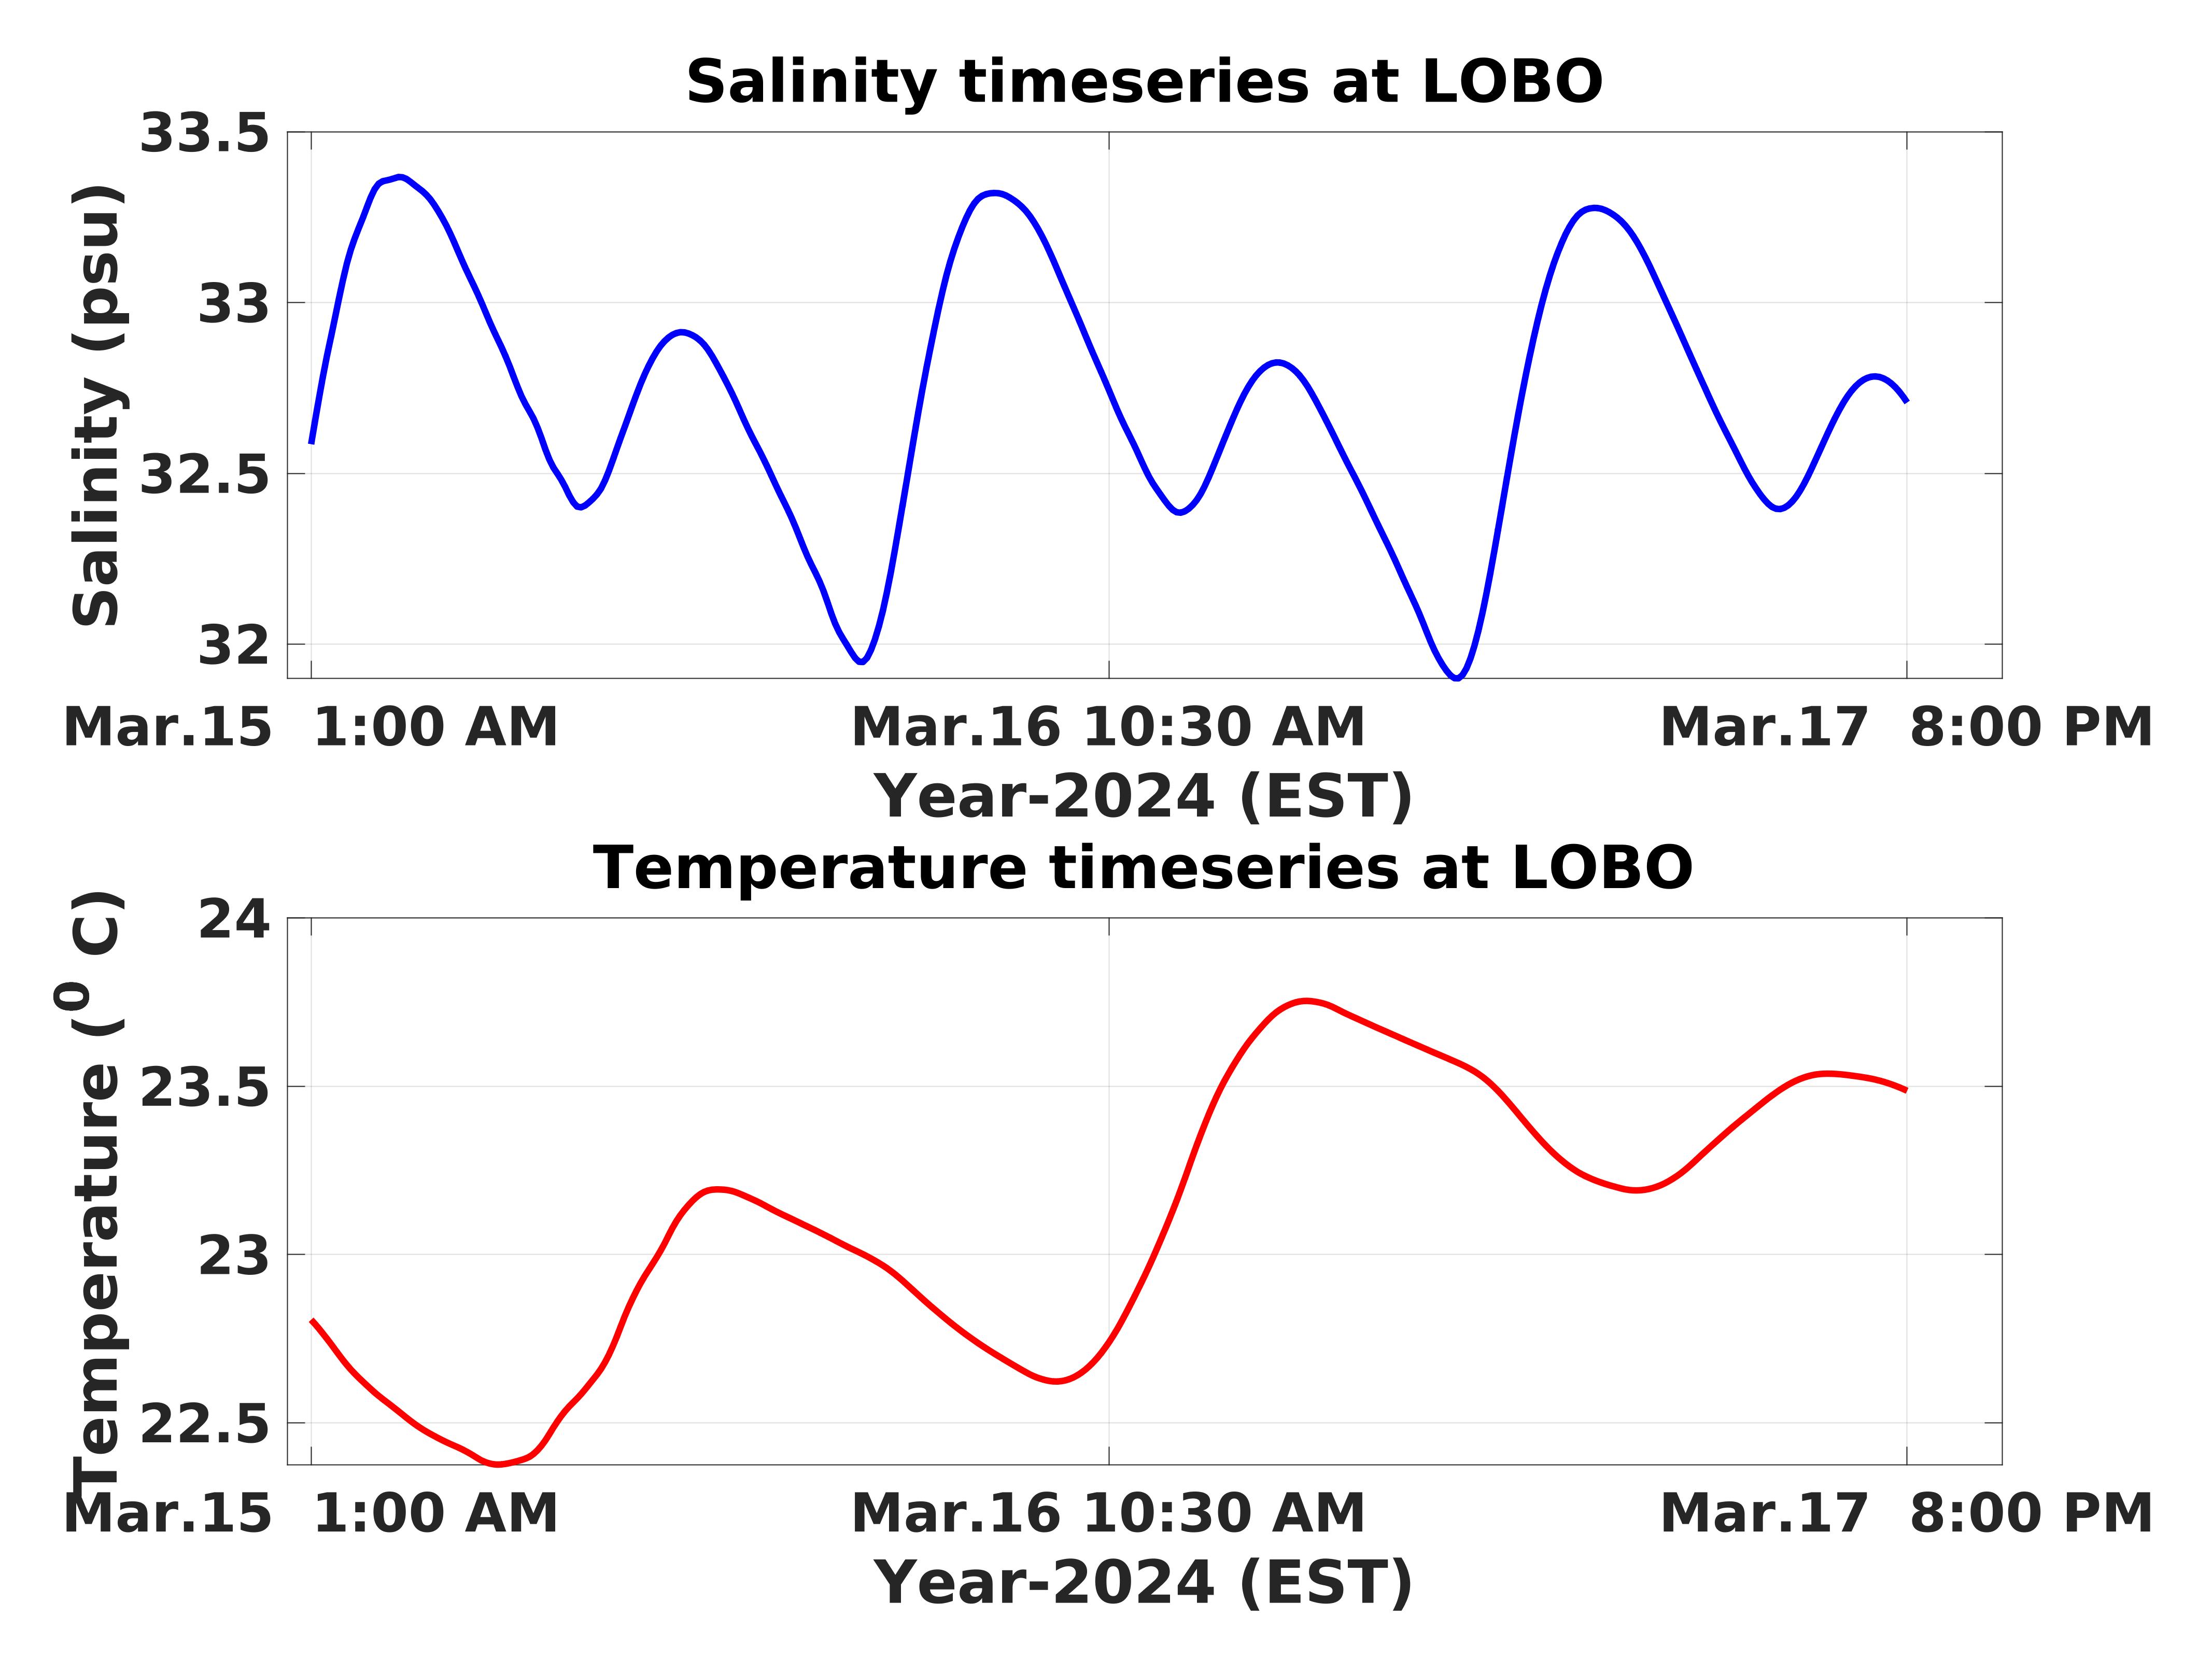 Salinity timeseries at LOBO
Salinity (psu)
33.5
33
32.5
32
Mar.15 1:00 AM
Mar.16 10:30 AM
Mar.17 8:00 PM
Year-2024 (EST)
Temperature timeseries at LOBO
Temperature (⁰ C)
24
23.5
23
22.5
Mar.15 1:00 AM
Mar.16 10:30 AM
Mar.17 8:00 PM
Year-2024 (EST)